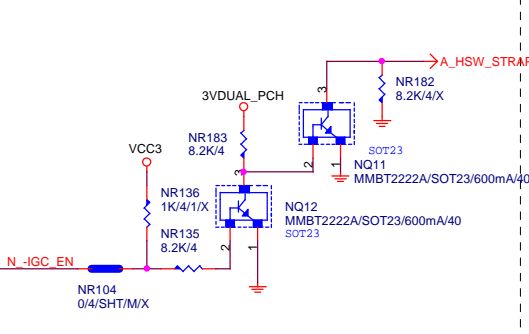 A_HSW_STRAP
3
NR182
8.2K/4/X
3VDUAL_PCH
NR183
8.2K/4
SOT23
2
1
NQ11
MMBT2222A/SOT23/600mA/40
VCC3
3
NR136
1K/4/1/X
NQ12
MMBT2222A/SOT23/600mA/40
SOT23
NR135
8.2K/4
2
1
N_-IGC_EN
NR104
0/4/SHT/M/X